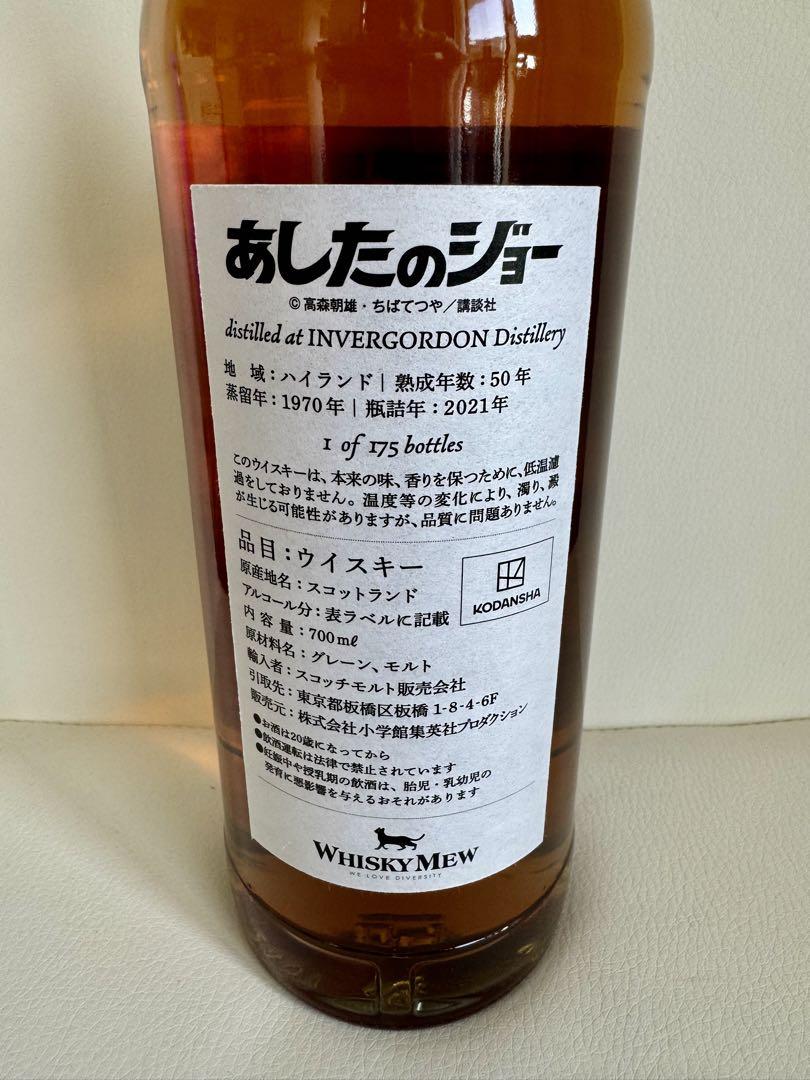 あしたのジョー
© 高森朝雄・ちばてつや／講談社
distilled at INVERGORDON Distillery
地 域：ハイランド | 熟成年数：50年
蒸留年：1970年 | 瓶詰年：2021年
1 of 175 bottles
このウイスキーは、本来の味、香りを保つために、低温濾
過をしておりません。温度等の変化により、濁り、澱
が生じる可能性がありますが、品質に問題ありません。
品目：ウイスキー
原産地名：スコットランド
アルコール分：表ラベルに記載
内 容 量：700mℓ
原材料名：グレーン、モルト
輸入者：スコッチモルト販売会社
引取先：東京都板橋区板橋 1-8-4-6F
販売元：株式会社小学館集英社プロダクション
●お酒は20歳になってから
●飲酒運転は法律で禁止されています
●妊娠中や授乳期の飲酒は、胎児・乳幼児の
発育に悪影響を与えるおそれがあります
KODANSHA
WHISKY MEW
WE LOVE DIVERSITY